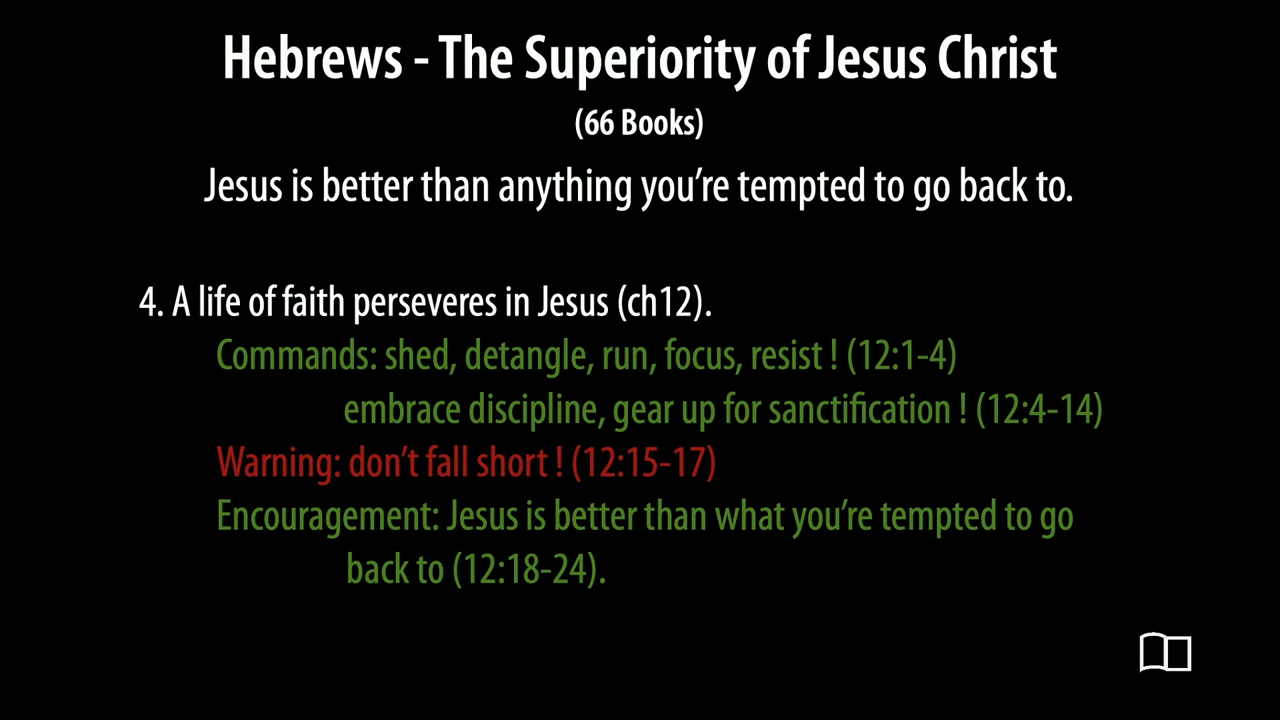 Hebrews - The Superiority of Jesus Christ
(66 Books)
Jesus is better than anything you’re tempted to go back to.
4. A life of faith perseveres in Jesus (ch12).
Commands: shed, detangle, run, focus, resist ! (12:1-4)
embrace discipline, gear up for sanctification ! (12:4-14)
Warning: don’t fall short ! (12:15-17)
Encouragement: Jesus is better than what you’re tempted to go
back to (12:18-24).